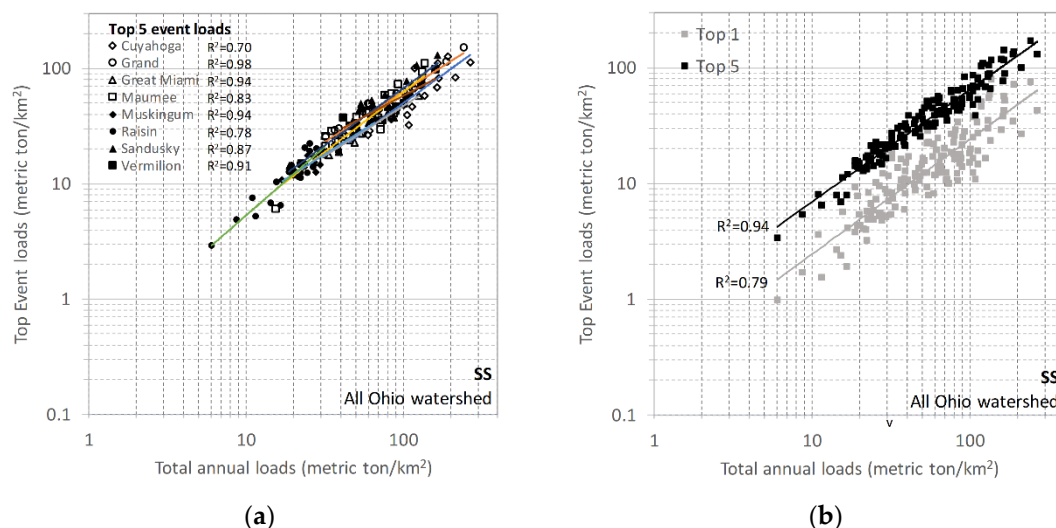 Top 5 event loads
Cuyahoga R²=0.70
Grand R²=0.98
Great Miami R²=0.94
Maumee R²=0.83
Muskingum R²=0.94
Raisin R²=0.78
Sandusky R²=0.87
Vermilion R²=0.91
100
10
1
0.1
Top Event loads (metric ton/km²)
SS
All Ohio watershed
1 10 100
Total annual loads (metric ton/km²)
(a)
Top 1
Top 5
100
10
1
0.1
Top Event loads (metric ton/km²)
R²=0.94
R²=0.79
SS
All Ohio watershed
v
1 10 100
Total annual loads (metric ton/km²)
(b)